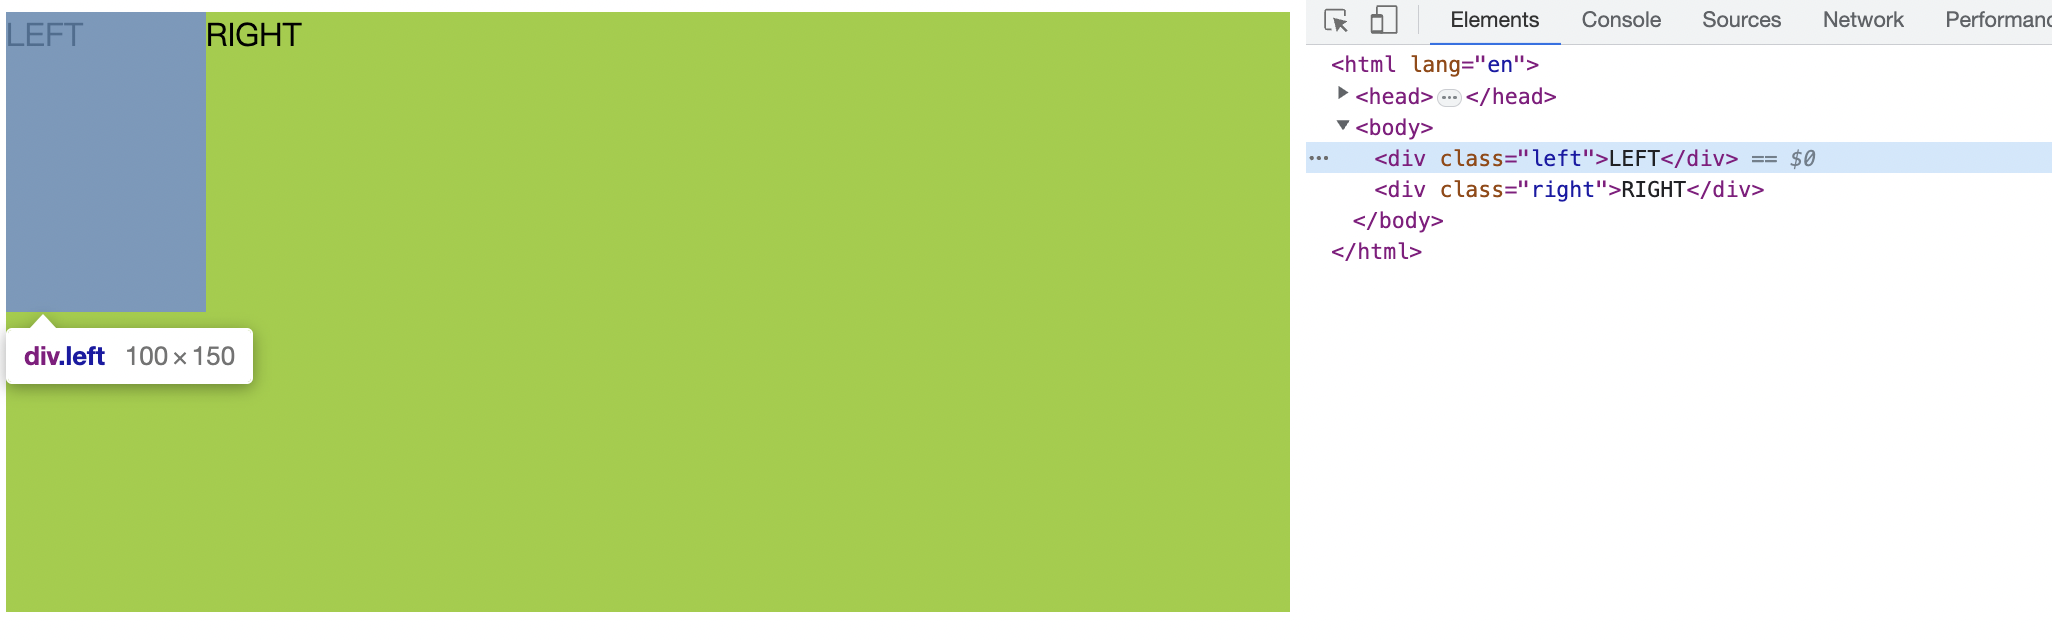 LEFT RIGHT
div.left 100 × 150
Elements Console Sources Network Performanc
<html lang="en">
<head> ••• </head>
<body>
••• <div class="left">LEFT</div> == $0
<div class="right">RIGHT</div>
</body>
</html>